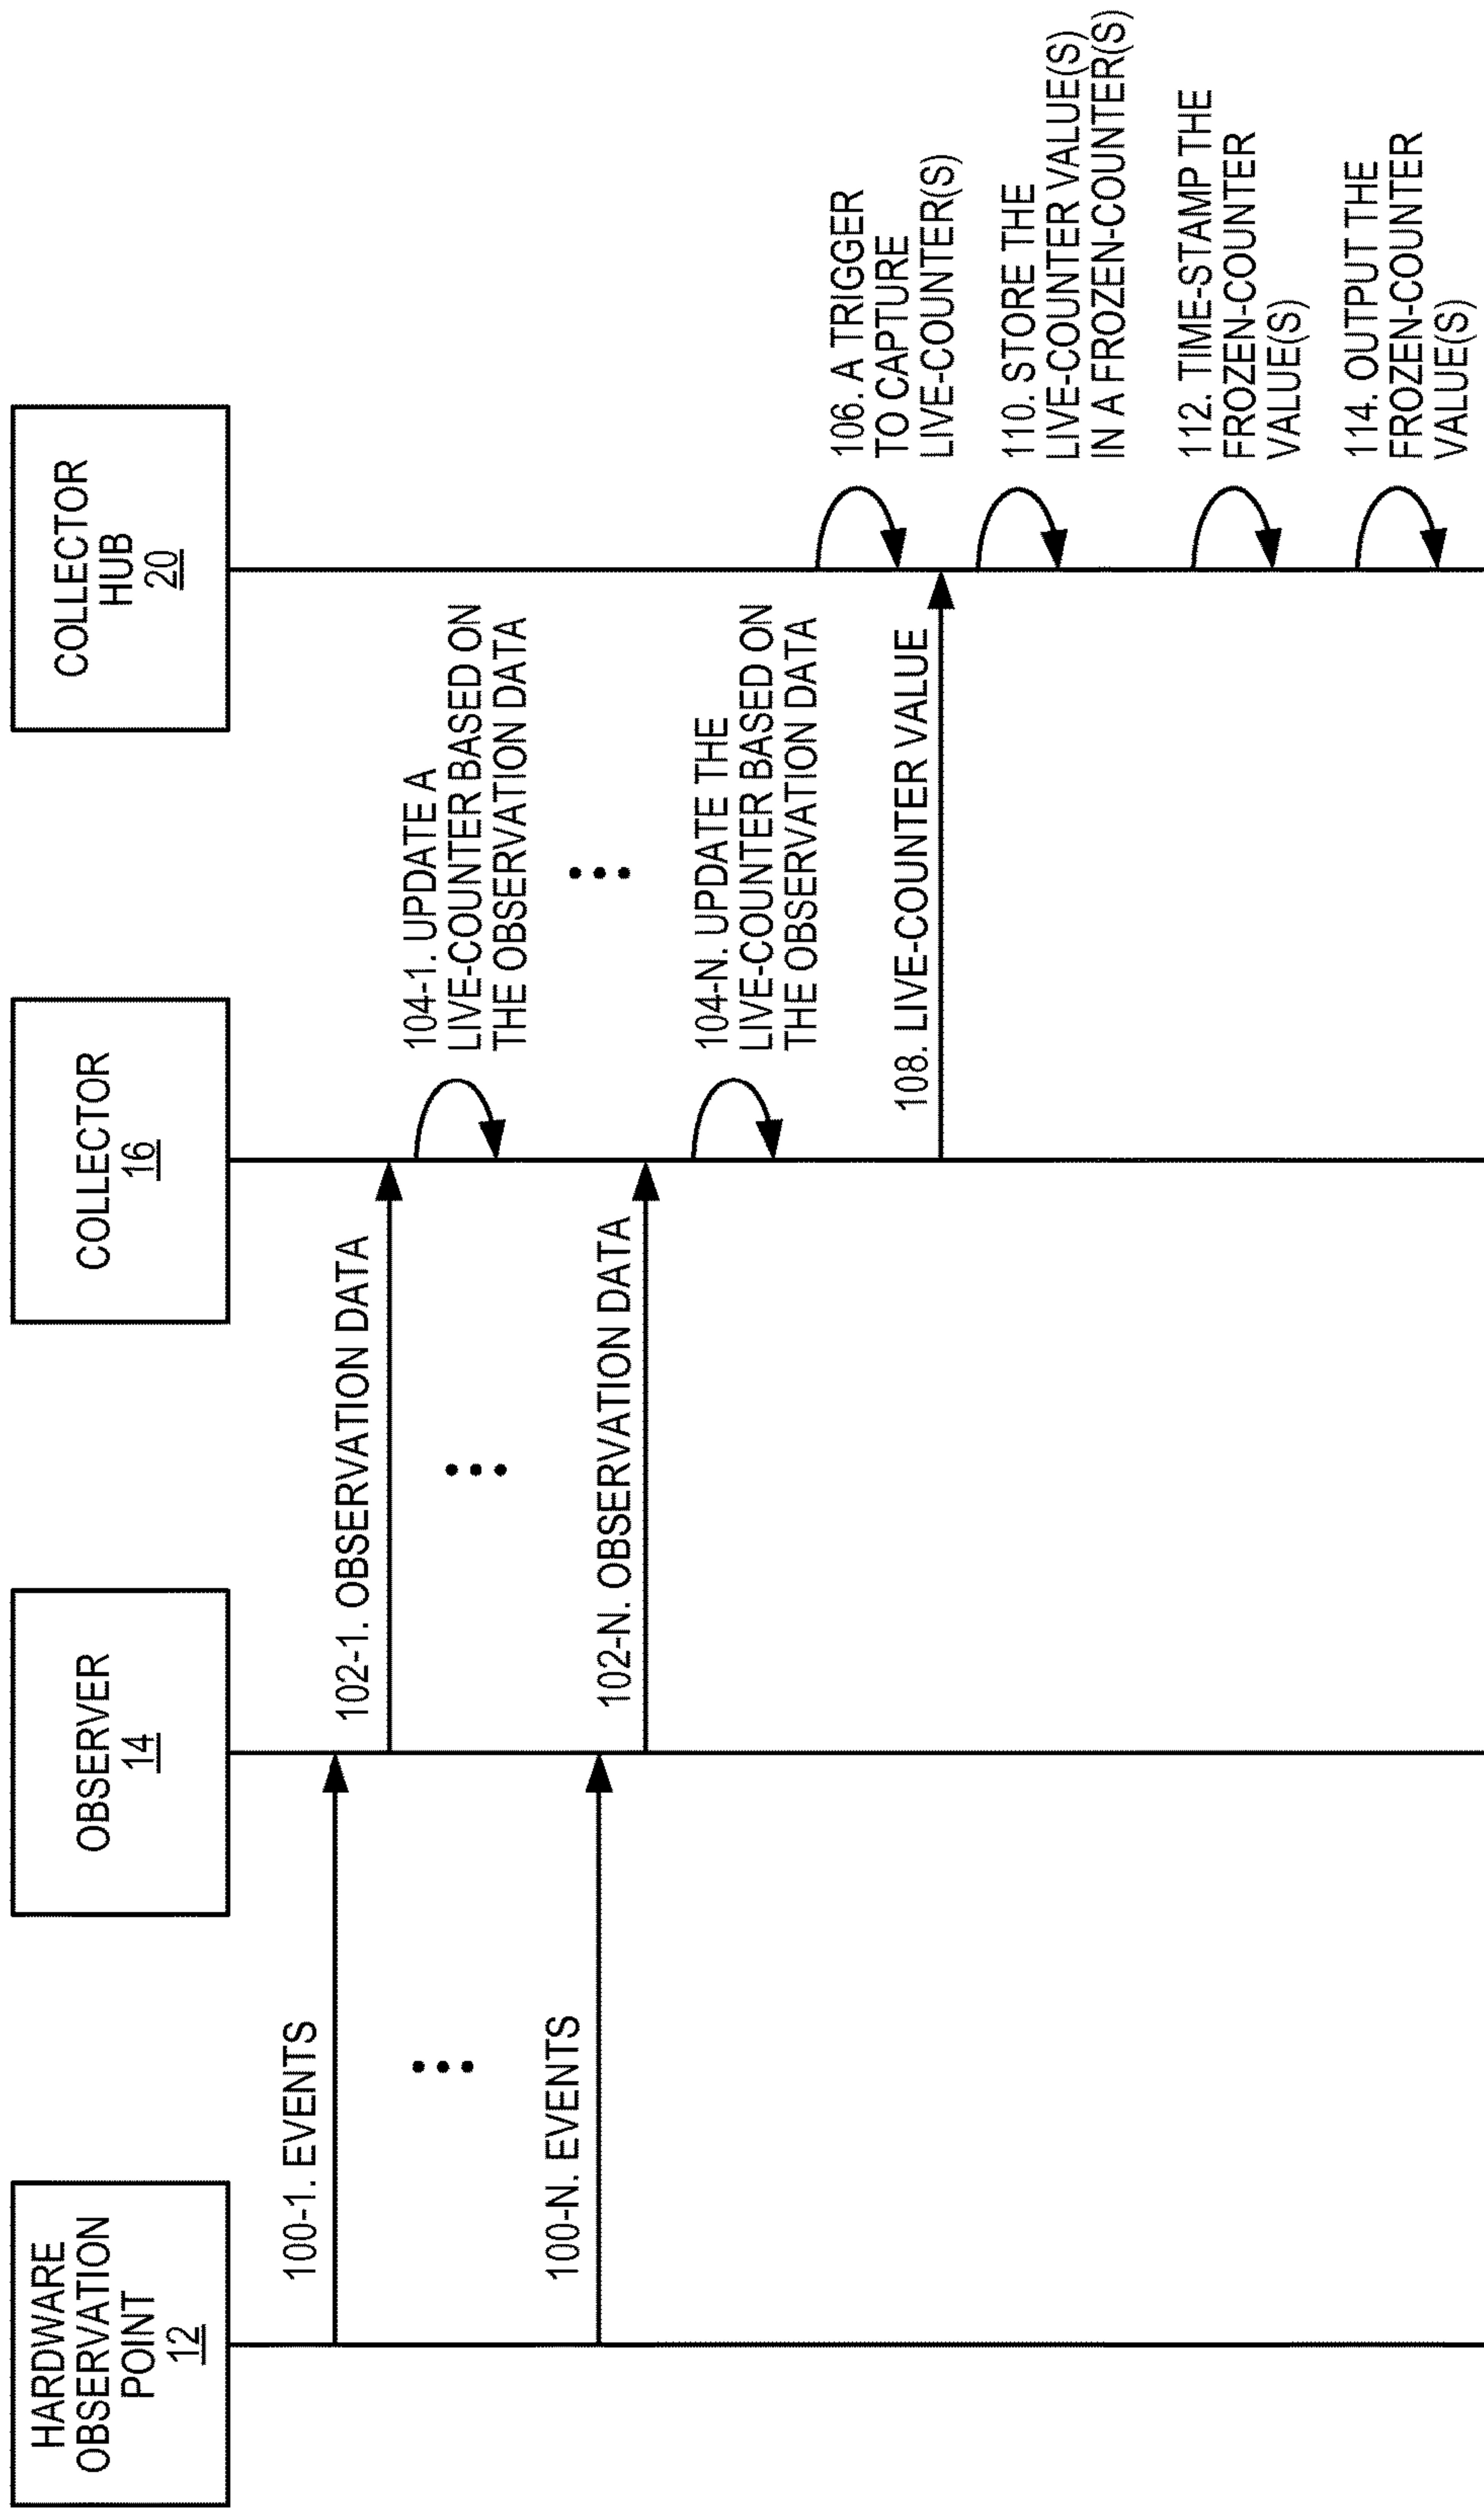 HARDWARE
OBSERVATION
POINT
12
OBSERVER
14
COLLECTOR
16
COLLECTOR
HUB
20
100-1. EVENTS
102-1. OBSERVATION DATA
104-1. UPDATE A
LIVE-COUNTER BASED ON
THE OBSERVATION DATA
100-N. EVENTS
102-N. OBSERVATION DATA
104-N. UPDATE THE
LIVE-COUNTER BASED ON
THE OBSERVATION DATA
106. A TRIGGER
TO CAPTURE
LIVE-COUNTER(S)
108. LIVE-COUNTER VALUE
110. STORE THE
LIVE-COUNTER VALUE(S)
IN A FROZEN-COUNTER(S)
112. TIME-STAMP THE
FROZEN-COUNTER
VALUE(S)
114. OUTPUT THE
FROZEN-COUNTER
VALUE(S)